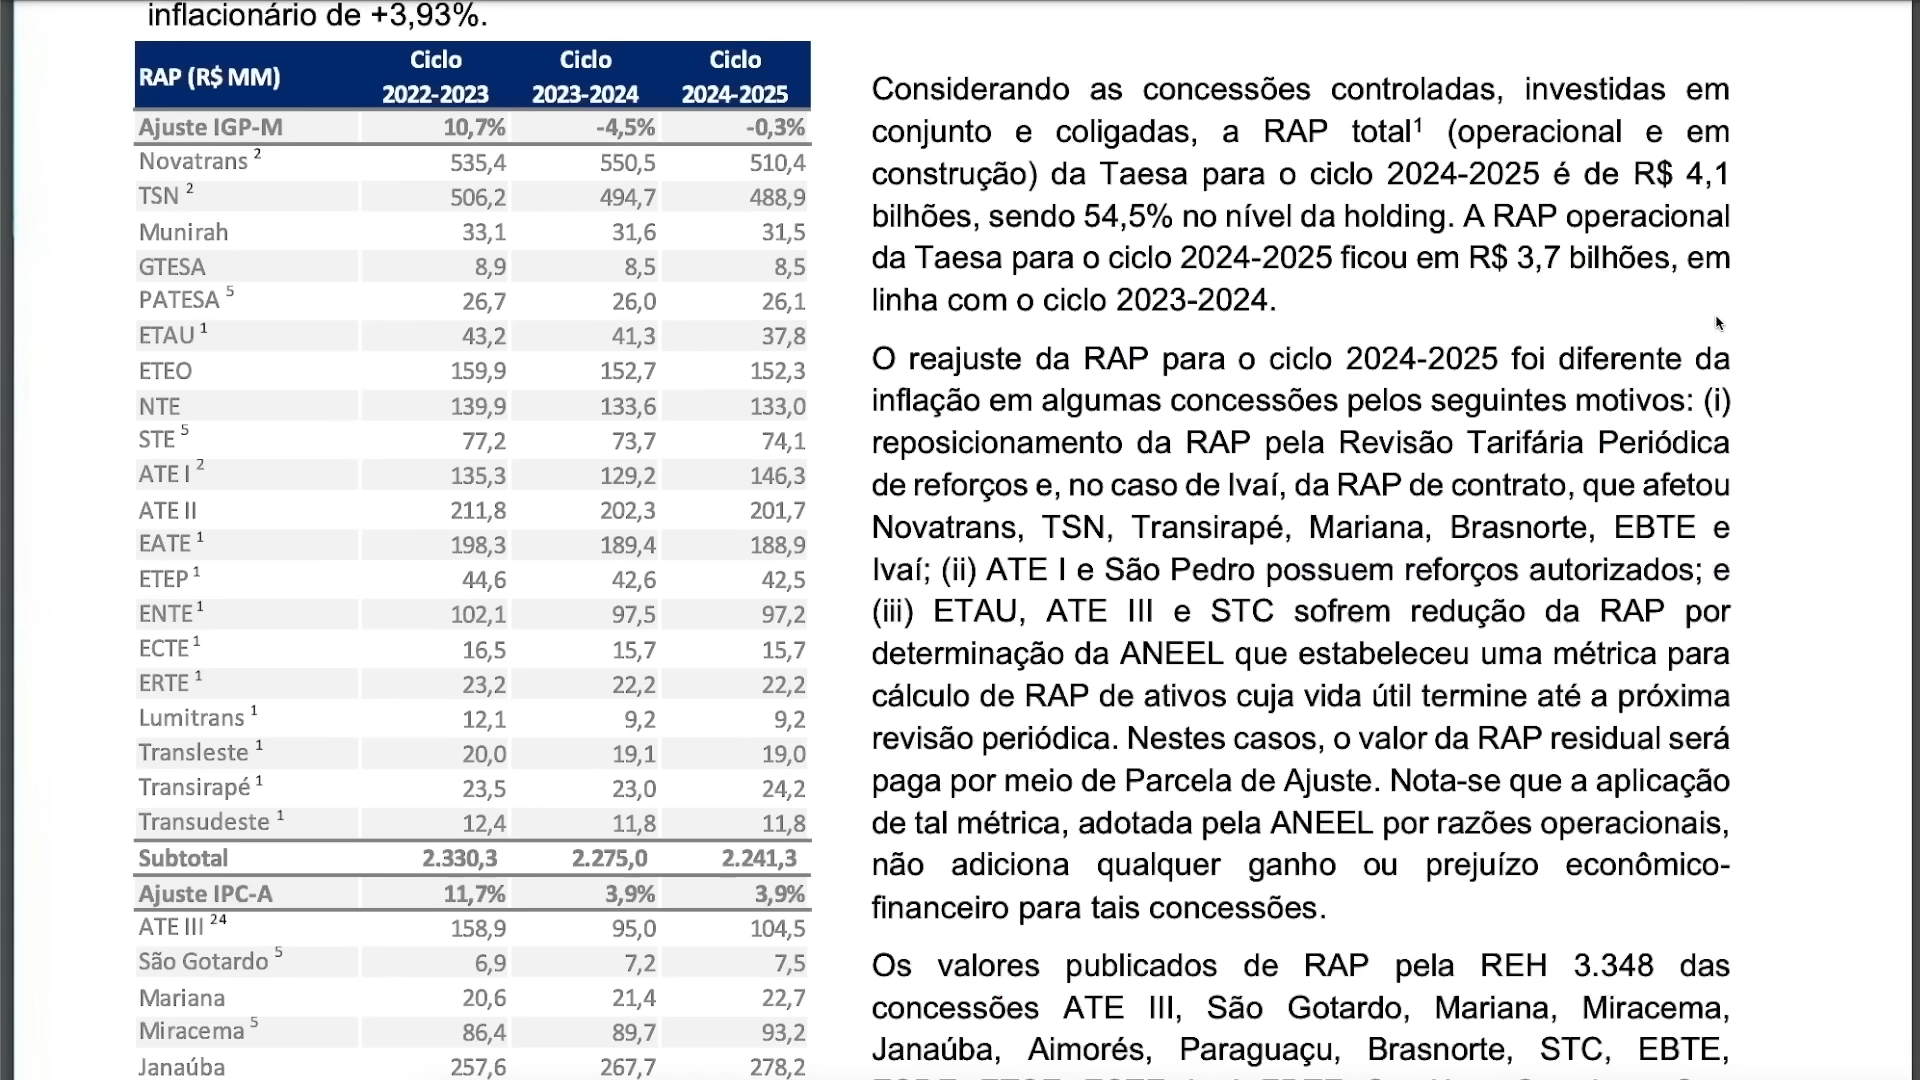 inflacionário de +3,93%.
RAP (R$ MM) Ciclo 2022-2023 Ciclo 2023-2024 Ciclo 2024-2025
Ajuste IGP-M 10,7% -4,5% -0,3%
Novatrans ² 535,4 550,5 510,4
TSN ² 506,2 494,7 488,9
Munirah 33,1 31,6 31,5
GTESA 8,9 8,5 8,5
PATESA ⁵ 26,7 26,0 26,1
ETAU ¹ 43,2 41,3 37,8
ETEO 159,9 152,7 152,3
NTE 139,9 133,6 133,0
STE ⁵ 77,2 73,7 74,1
ATE I ² 135,3 129,2 146,3
ATE II 211,8 202,3 201,7
EATE ¹ 198,3 189,4 188,9
ETEP ¹ 44,6 42,6 42,5
ENTE ¹ 102,1 97,5 97,2
ECTE ¹ 16,5 15,7 15,7
ERTE ¹ 23,2 22,2 22,2
Lumitrans ¹ 12,1 9,2 9,2
Transleste ¹ 20,0 19,1 19,0
Transirapé ¹ 23,5 23,0 24,2
Transudeste ¹ 12,4 11,8 11,8
Subtotal 2.330,3 2.275,0 2.241,3
Ajuste IPC-A 11,7% 3,9% 3,9%
ATE III ²⁴ 158,9 95,0 104,5
São Gotardo ⁵ 6,9 7,2 7,5
Mariana 20,6 21,4 22,7
Miracema ⁵ 86,4 89,7 93,2
Janaúba 257,6 267,7 278,2
Considerando as concessões controladas, investidas em
conjunto e coligadas, a RAP total¹ (operacional e em
construção) da Taesa para o ciclo 2024-2025 é de R$ 4,1
bilhões, sendo 54,5% no nível da holding. A RAP operacional
da Taesa para o ciclo 2024-2025 ficou em R$ 3,7 bilhões, em
linha com o ciclo 2023-2024.
O reajuste da RAP para o ciclo 2024-2025 foi diferente da
inflação em algumas concessões pelos seguintes motivos: (i)
reposicionamento da RAP pela Revisão Tarifária Periódica
de reforços e, no caso de Ivaí, da RAP de contrato, que afetou
Novatrans, TSN, Transirapé, Mariana, Brasnorte, EBTE e
Ivaí; (ii) ATE I e São Pedro possuem reforços autorizados; e
(iii) ETAU, ATE III e STC sofrem redução da RAP por
determinação da ANEEL que estabeleceu uma métrica para
cálculo de RAP de ativos cuja vida útil termine até a próxima
revisão periódica. Nestes casos, o valor da RAP residual será
paga por meio de Parcela de Ajuste. Nota-se que a aplicação
de tal métrica, adotada pela ANEEL por razões operacionais,
não adiciona qualquer ganho ou prejuízo econômico-
financeiro para tais concessões.
Os valores publicados de RAP pela REH 3.348 das
concessões ATE III, São Gotardo, Mariana, Miracema,
Janaúba, Aimorés, Paraguaçu, Brasnorte, STC, EBTE,